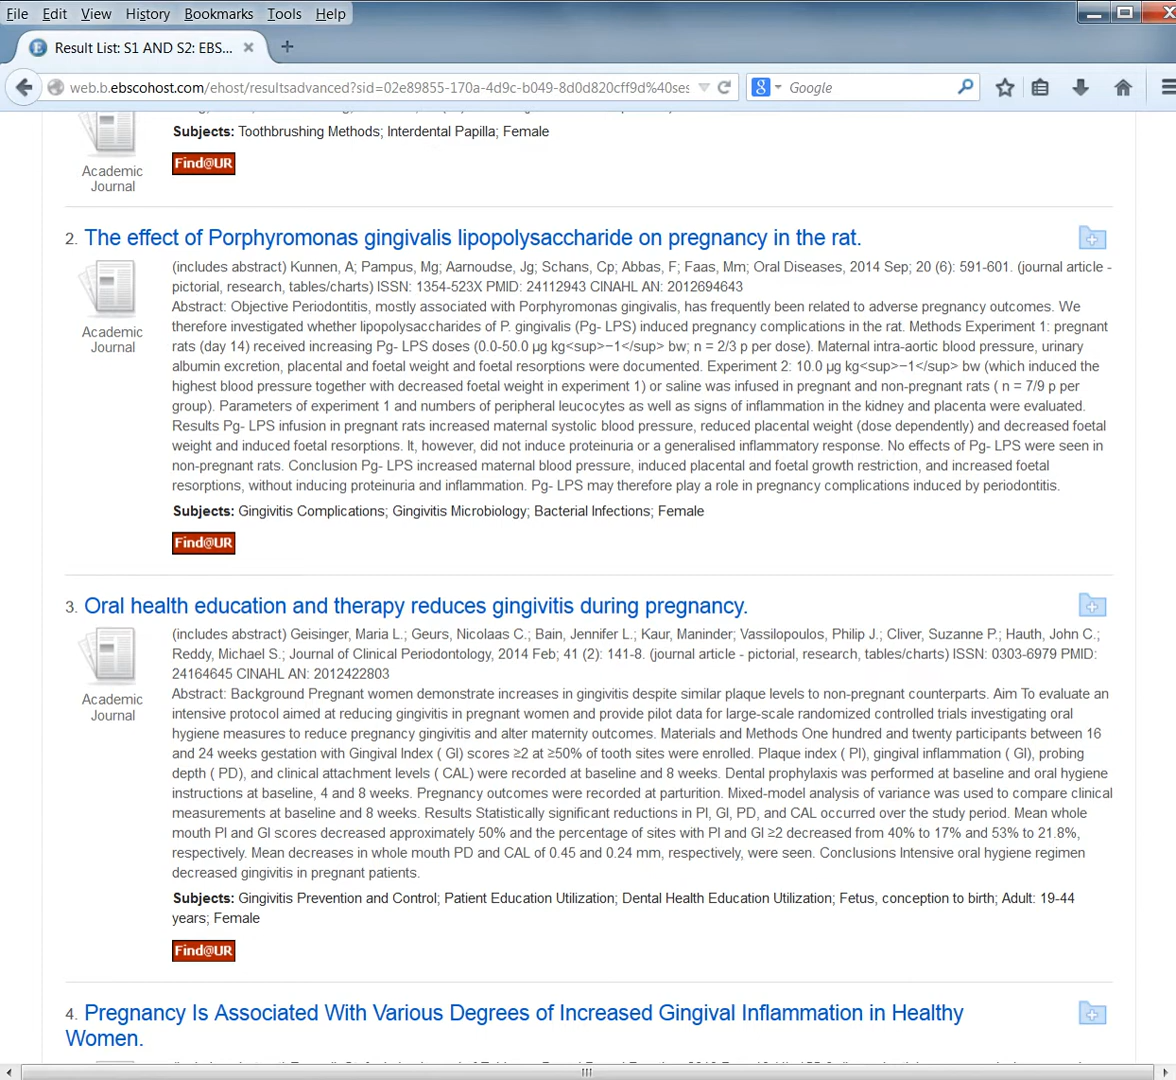 File Edit View History Bookmarks Tools Help
Result List: S1 AND S2: EBS...
web.b.ebscohost.com/ehost/resultsadvanced?sid=02e89855-170a-4d9c-b049-8d0d820cff9d%40ses
Google
Subjects: Toothbrushing Methods; Interdental Papilla; Female
Find@UR
Academic
Journal
2. The effect of Porphyromonas gingivalis lipopolysaccharide on pregnancy in the rat.
(includes abstract) Kunnen, A; Pampus, Mg; Aarnoudse, Jg; Schans, Cp; Abbas, F; Faas, Mm; Oral Diseases, 2014 Sep; 20 (6): 591-601. (journal article -
pictorial, research, tables/charts) ISSN: 1354-523X PMID: 24112943 CINAHL AN: 2012694643
Academic
Journal
Abstract: Objective Periodontitis, mostly associated with Porphyromonas gingivalis, has frequently been related to adverse pregnancy outcomes. We
therefore investigated whether lipopolysaccharides of P. gingivalis (Pg- LPS) induced pregnancy complications in the rat. Methods Experiment 1: pregnant
rats (day 14) received increasing Pg- LPS doses (0.0-50.0 μg kg<sup>−1</sup> bw; n = 2/3 p per dose). Maternal intra-aortic blood pressure, urinary
albumin excretion, placental and foetal weight and foetal resorptions were documented. Experiment 2: 10.0 μg kg<sup>−1</sup> bw (which induced the
highest blood pressure together with decreased foetal weight in experiment 1) or saline was infused in pregnant and non-pregnant rats ( n = 7/9 p per
group). Parameters of experiment 1 and numbers of peripheral leucocytes as well as signs of inflammation in the kidney and placenta were evaluated.
Results Pg- LPS infusion in pregnant rats increased maternal systolic blood pressure, reduced placental weight (dose dependently) and decreased foetal
weight and induced foetal resorptions. It, however, did not induce proteinuria or a generalised inflammatory response. No effects of Pg- LPS were seen in
non-pregnant rats. Conclusion Pg- LPS increased maternal blood pressure, induced placental and foetal growth restriction, and increased foetal
resorptions, without inducing proteinuria and inflammation. Pg- LPS may therefore play a role in pregnancy complications induced by periodontitis.
Subjects: Gingivitis Complications; Gingivitis Microbiology; Bacterial Infections; Female
Find@UR
3. Oral health education and therapy reduces gingivitis during pregnancy.
(includes abstract) Geisinger, Maria L.; Geurs, Nicolaas C.; Bain, Jennifer L.; Kaur, Maninder; Vassilopoulos, Philip J.; Cliver, Suzanne P.; Hauth, John C.;
Reddy, Michael S.; Journal of Clinical Periodontology, 2014 Feb; 41 (2): 141-8. (journal article - pictorial, research, tables/charts) ISSN: 0303-6979 PMID:
24164645 CINAHL AN: 2012422803
Academic
Journal
Abstract: Background Pregnant women demonstrate increases in gingivitis despite similar plaque levels to non-pregnant counterparts. Aim To evaluate an
intensive protocol aimed at reducing gingivitis in pregnant women and provide pilot data for large-scale randomized controlled trials investigating oral
hygiene measures to reduce pregnancy gingivitis and alter maternity outcomes. Materials and Methods One hundred and twenty participants between 16
and 24 weeks gestation with Gingival Index ( GI) scores ≥2 at ≥50% of tooth sites were enrolled. Plaque index ( PI), gingival inflammation ( GI), probing
depth ( PD), and clinical attachment levels ( CAL) were recorded at baseline and 8 weeks. Dental prophylaxis was performed at baseline and oral hygiene
instructions at baseline, 4 and 8 weeks. Pregnancy outcomes were recorded at parturition. Mixed-model analysis of variance was used to compare clinical
measurements at baseline and 8 weeks. Results Statistically significant reductions in PI, GI, PD, and CAL occurred over the study period. Mean whole
mouth PI and GI scores decreased approximately 50% and the percentage of sites with PI and GI ≥2 decreased from 40% to 17% and 53% to 21.8%,
respectively. Mean decreases in whole mouth PD and CAL of 0.45 and 0.24 mm, respectively, were seen. Conclusions Intensive oral hygiene regimen
decreased gingivitis in pregnant patients.
Subjects: Gingivitis Prevention and Control; Patient Education Utilization; Dental Health Education Utilization; Fetus, conception to birth; Adult: 19-44
years; Female
Find@UR
4. Pregnancy Is Associated With Various Degrees of Increased Gingival Inflammation in Healthy
Women.